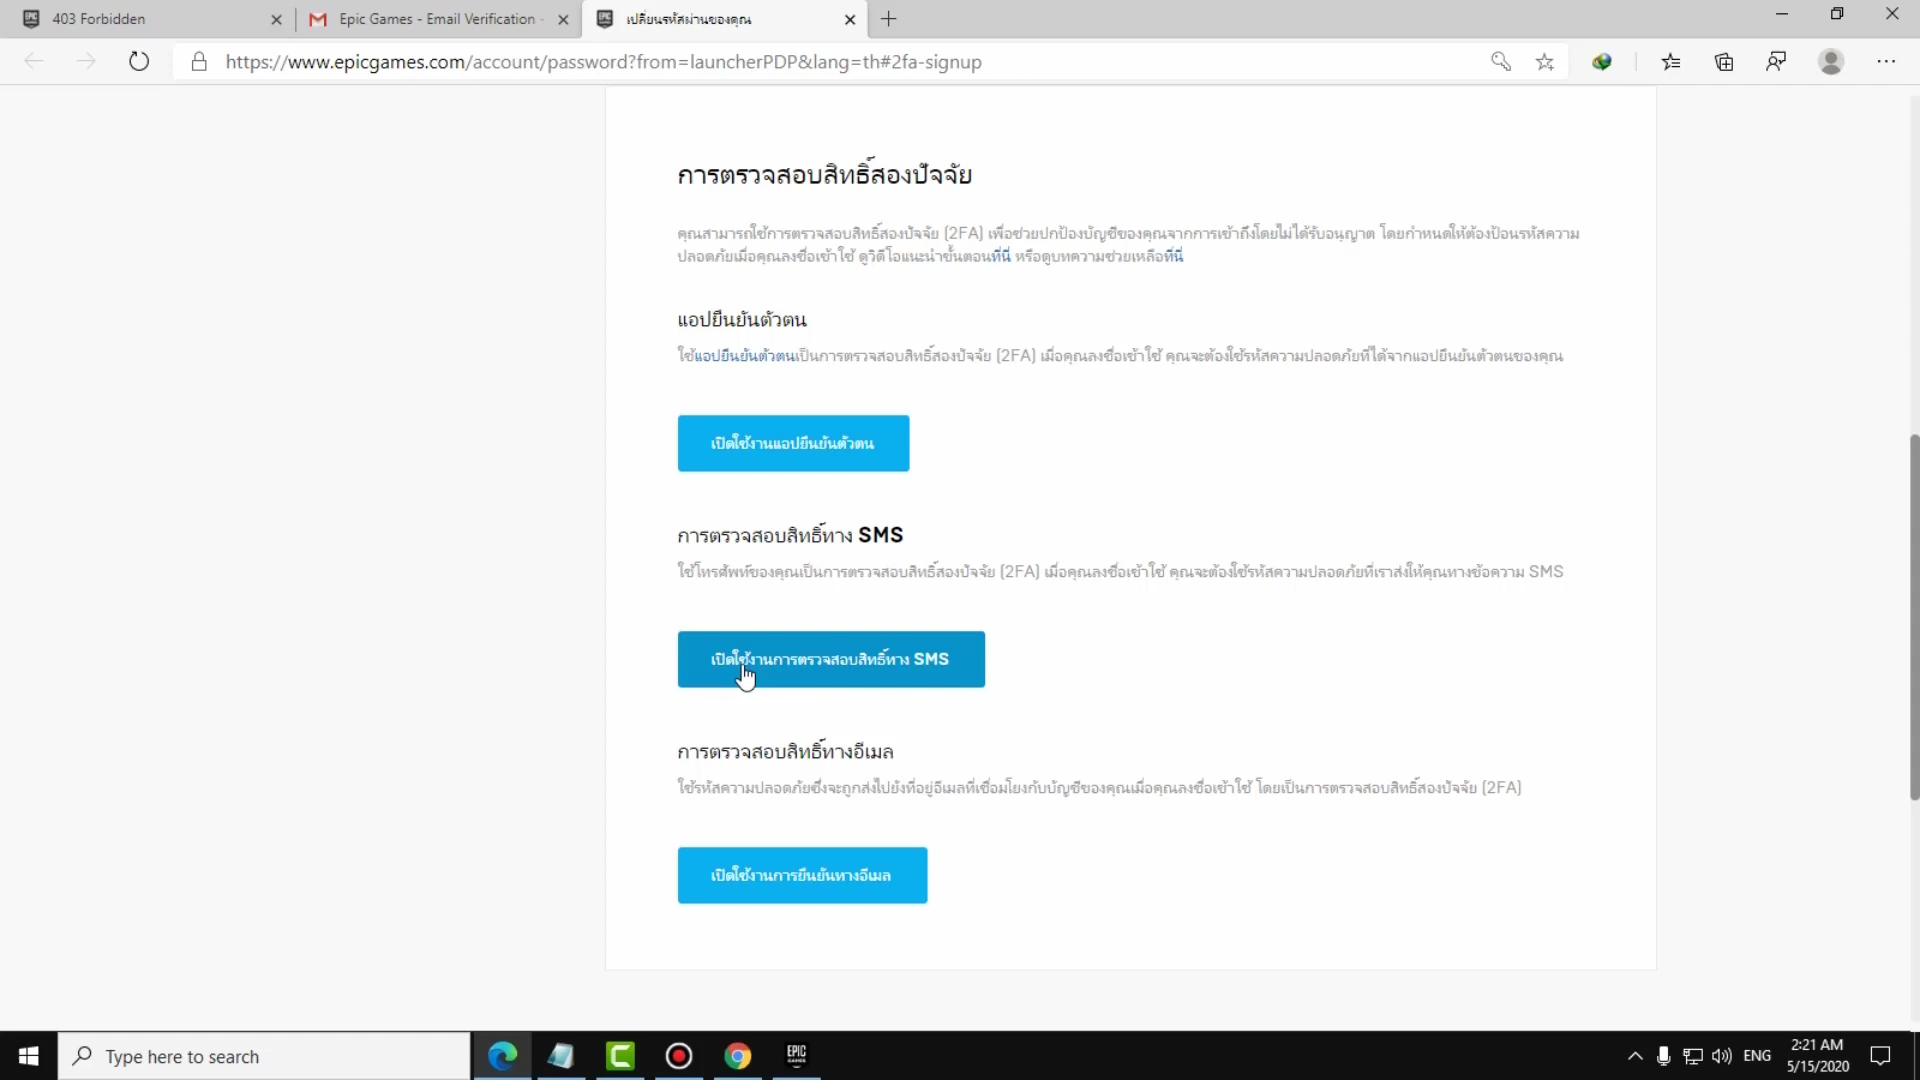 403 Forbidden
Epic Games - Email Verification -
เปลี่ยนรหัสผ่านของคุณ
https://www.epicgames.com/account/password?from=launcherPDP&lang=th#2fa-signup
การตรวจสอบสิทธิ์สองปัจจัย
คุณสามารถใช้การตรวจสอบสิทธิ์สองปัจจัย (2FA) เพื่อช่วยปกป้องบัญชีของคุณจากการเข้าถึงโดยไม่ได้รับอนุญาต โดยกำหนดให้ต้องป้อนรหัสความ
ปลอดภัยเมื่อคุณลงชื่อเข้าใช้ ดูวิดีโอแนะนำขั้นตอนที่นี่ หรือดูบทความช่วยเหลือที่นี่
แอปยืนยันตัวตน
ใช้แอปยืนยันตัวตนเป็นการตรวจสอบสิทธิ์สองปัจจัย (2FA) เมื่อคุณลงชื่อเข้าใช้ คุณจะต้องใช้รหัสความปลอดภัยที่ได้จากแอปยืนยันตัวตนของคุณ
เปิดใช้งานแอปยืนยันตัวตน
การตรวจสอบสิทธิ์ทาง SMS
ใช้โทรศัพท์ของคุณเป็นการตรวจสอบสิทธิ์สองปัจจัย (2FA) เมื่อคุณลงชื่อเข้าใช้ คุณจะต้องใช้รหัสความปลอดภัยที่เราส่งให้คุณทางข้อความ SMS
เปิดใช้งานการตรวจสอบสิทธิ์ทาง SMS
การตรวจสอบสิทธิ์ทางอีเมล
ใช้รหัสความปลอดภัยซึ่งจะถูกส่งไปยังที่อยู่อีเมลที่เชื่อมโยงกับบัญชีของคุณเมื่อคุณลงชื่อเข้าใช้ โดยเป็นการตรวจสอบสิทธิ์สองปัจจัย (2FA)
เปิดใช้งานการยืนยันทางอีเมล
Type here to search
EPIC
GAMES
ENG
2:21 AM
5/15/2020